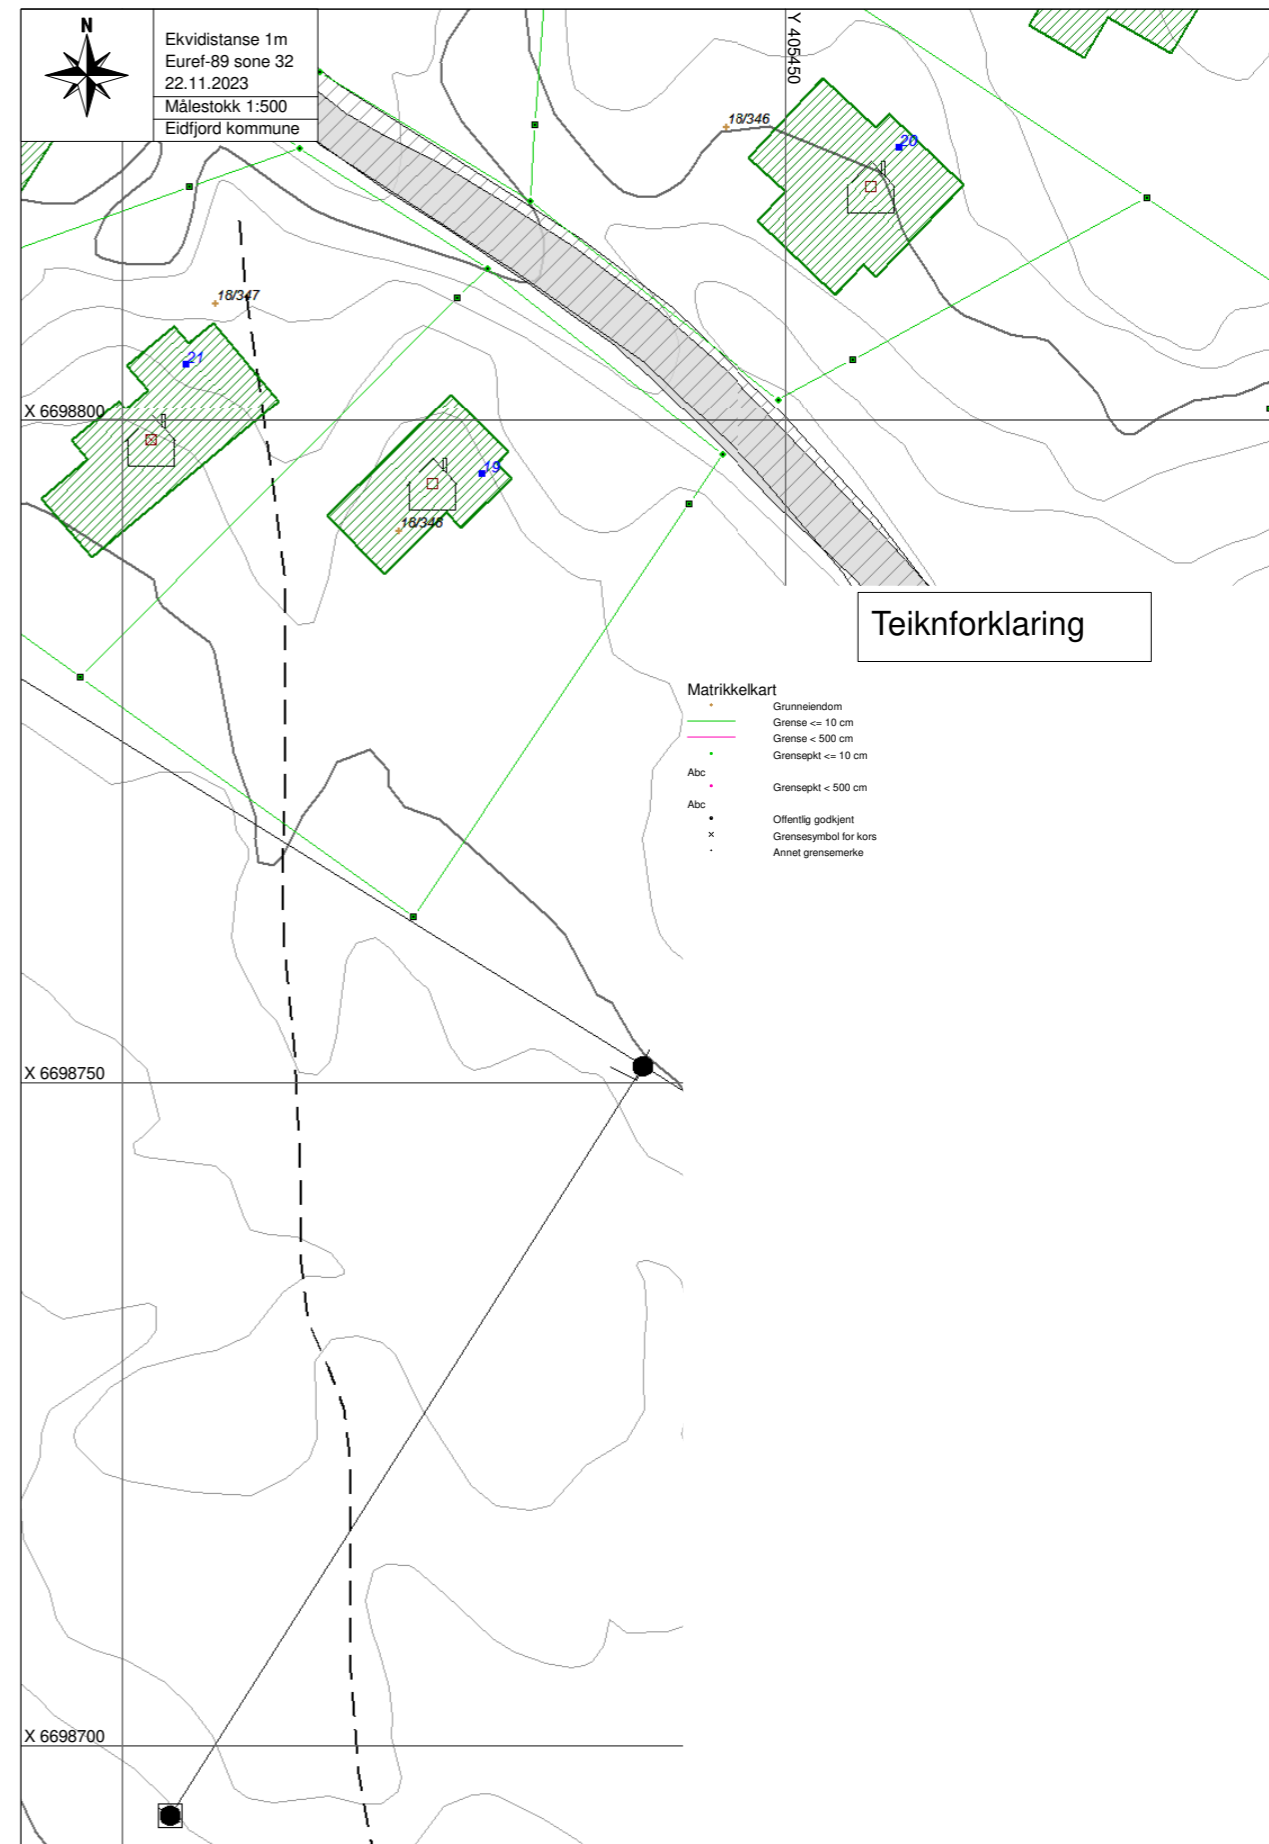 N
Ekvidistanse 1m
Euref-89 sone 32
22.11.2023
Målestokk 1:500
Eidfjord kommune
Y 405450
18/346
20
18/347
21
X 6698800
19
18/348
Teiknforklaring
Matrikkelkart
Grunneiendom
Grense <= 10 cm
Grense < 500 cm
Grensepkt <= 10 cm
Abc
Grensepkt < 500 cm
Abc
Offentlig godkjent
Grensesymbol for kors
Annet grensemerke
X 6698750
X 6698700